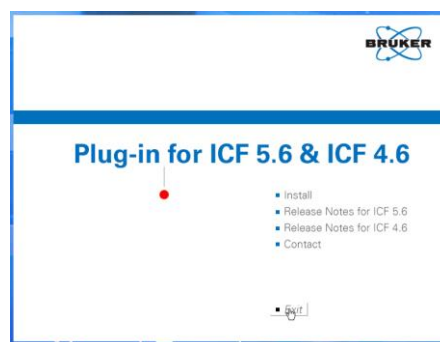 BRUKER
Plug-in for ICF 5.6 & ICF 4.6
Install
Release Notes for ICF 5.6
Release Notes for ICF 4.6
Contact
Exit